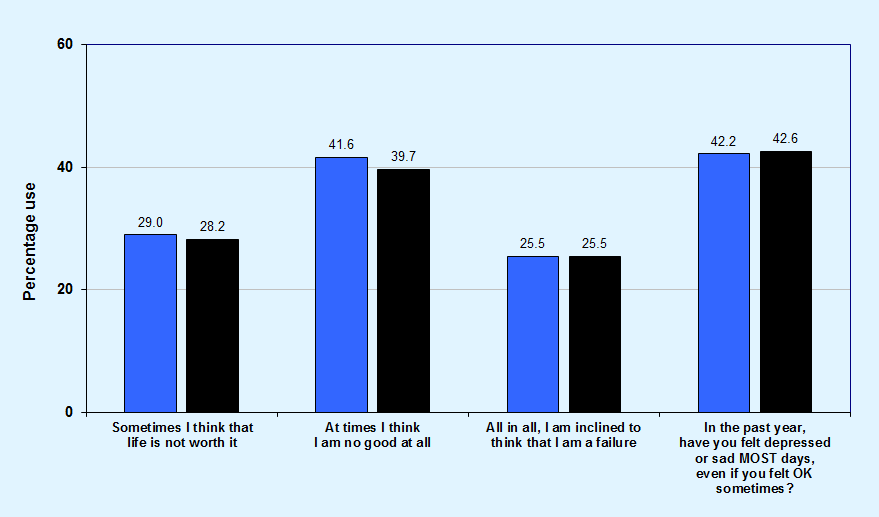 60
40
20
0
Percentage use
29.0
28.2
41.6
39.7
25.5
25.5
42.2
42.6
Sometimes I think that
life is not worth it
At times I think
I am no good at all
All in all, I am inclined to
think that I am a failure
In the past year,
have you felt depressed
or sad MOST days,
even if you felt OK
sometimes?